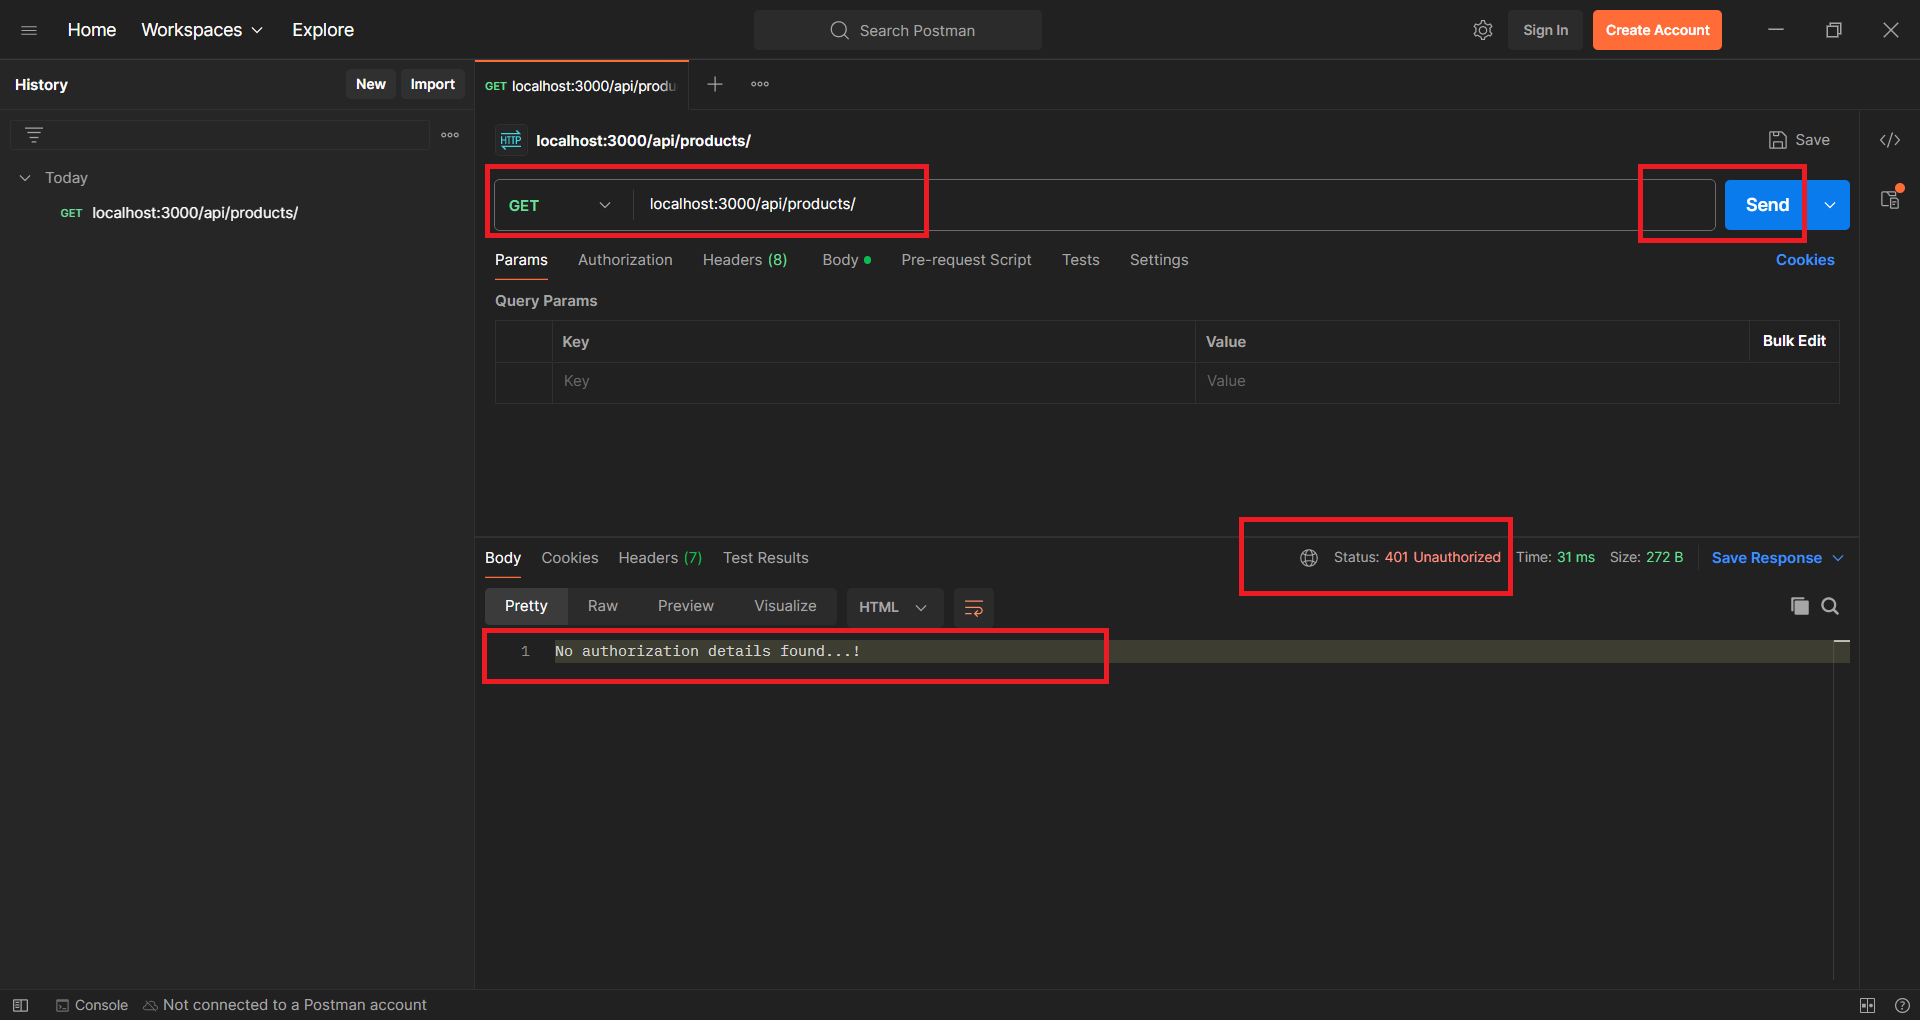 Home Workspaces Explore Search Postman Sign In Create Account
History New Import GET localhost:3000/api/produ
HTTP localhost:3000/api/products/ Save
Today
GET localhost:3000/api/products/
GET localhost:3000/api/products/ Send
Params Authorization Headers (8) Body Pre-request Script Tests Settings Cookies
Query Params
Key Value Bulk Edit
Key Value
Body Cookies Headers (7) Test Results Status: 401 Unauthorized Time: 31 ms Size: 272 B Save Response
Pretty Raw Preview Visualize HTML
1 No authorization details found...!
Console Not connected to a Postman account